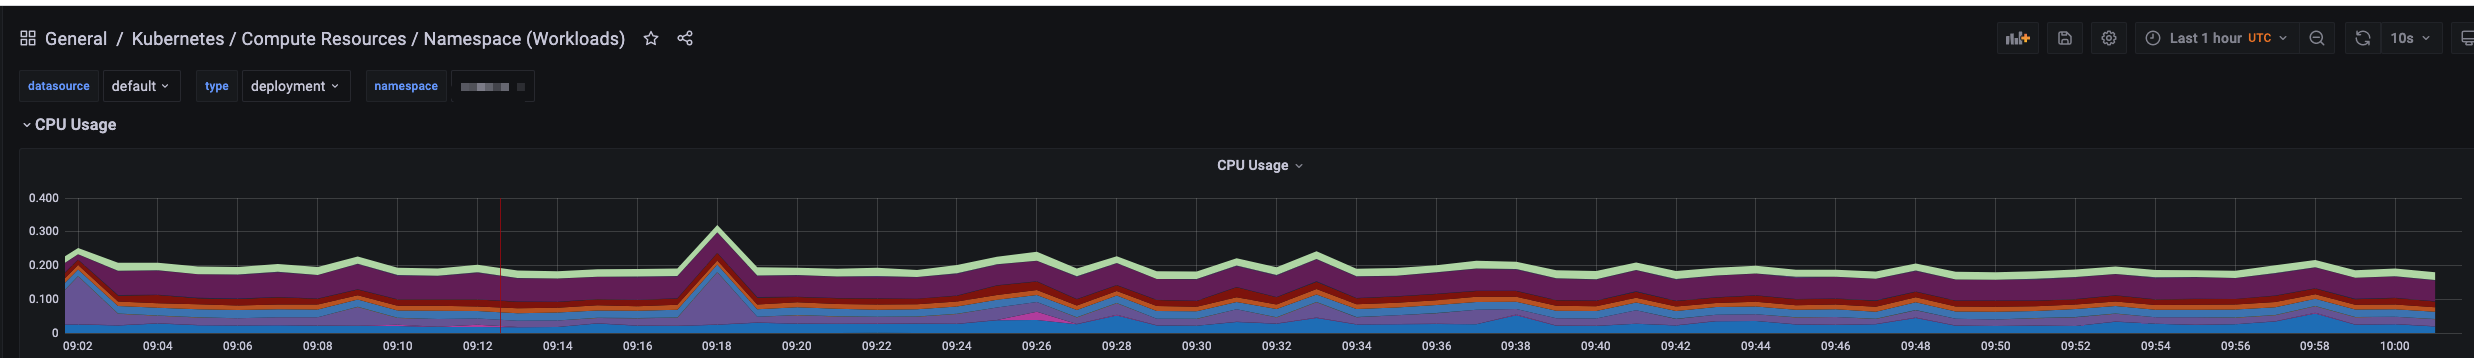 General / Kubernetes / Compute Resources / Namespace (Workloads)
Last 1 hour UTC
10s
datasource default type deployment namespace
CPU Usage
CPU Usage
0.400
0.300
0.200
0.100
0
09:02 09:04 09:06 09:08 09:10 09:12 09:14 09:16 09:18 09:20 09:22 09:24 09:26 09:28 09:30 09:32 09:34 09:36 09:38 09:40 09:42 09:44 09:46 09:48 09:50 09:52 09:54 09:56 09:58 10:00